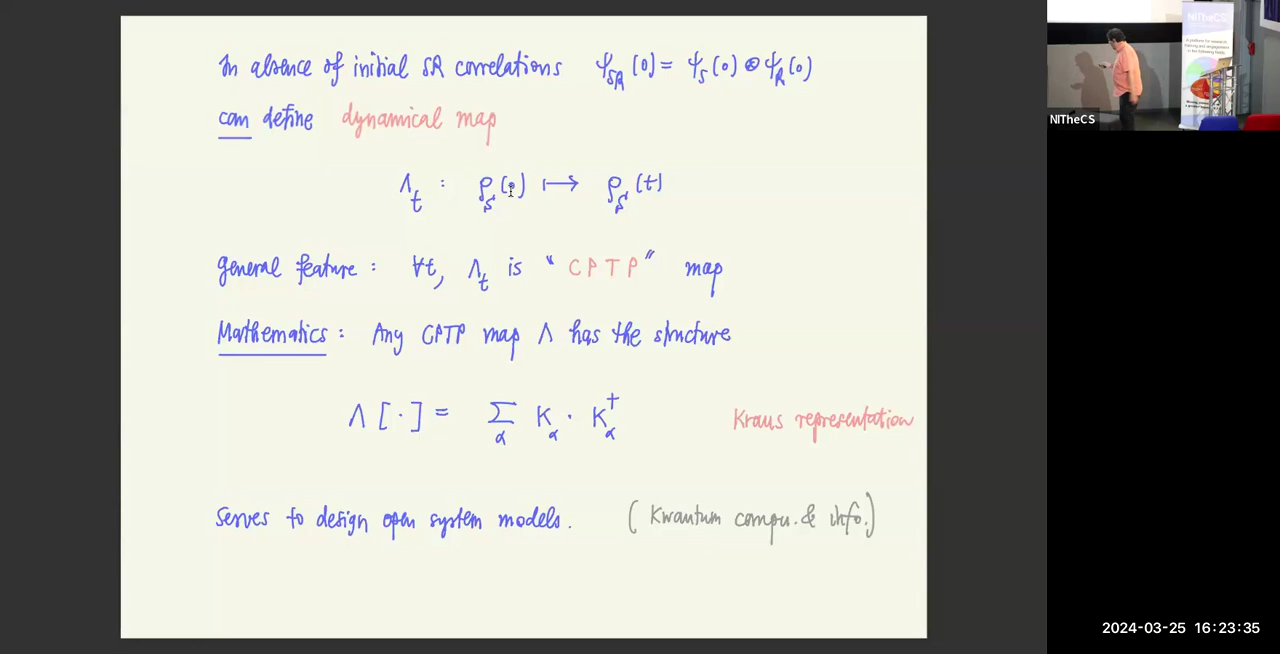 In absence of initial SR correlations ψ_SR(0) = ψ_S(0) ⊗ ψ_R(0)
can define dynamical map
Λ_t : ρ_S(0) ⟼ ρ_S(t)
general feature : ∀t, Λ_t is "CPTP" map
Mathematics : Any CPTP map Λ has the structure
Λ[·] = Σ_α K_α · K_α^† Kraus representation
Serves to design open system models. (Kwantum compu. & info.)
NITheCS
NITheCS
2024-03-25 16:23:35